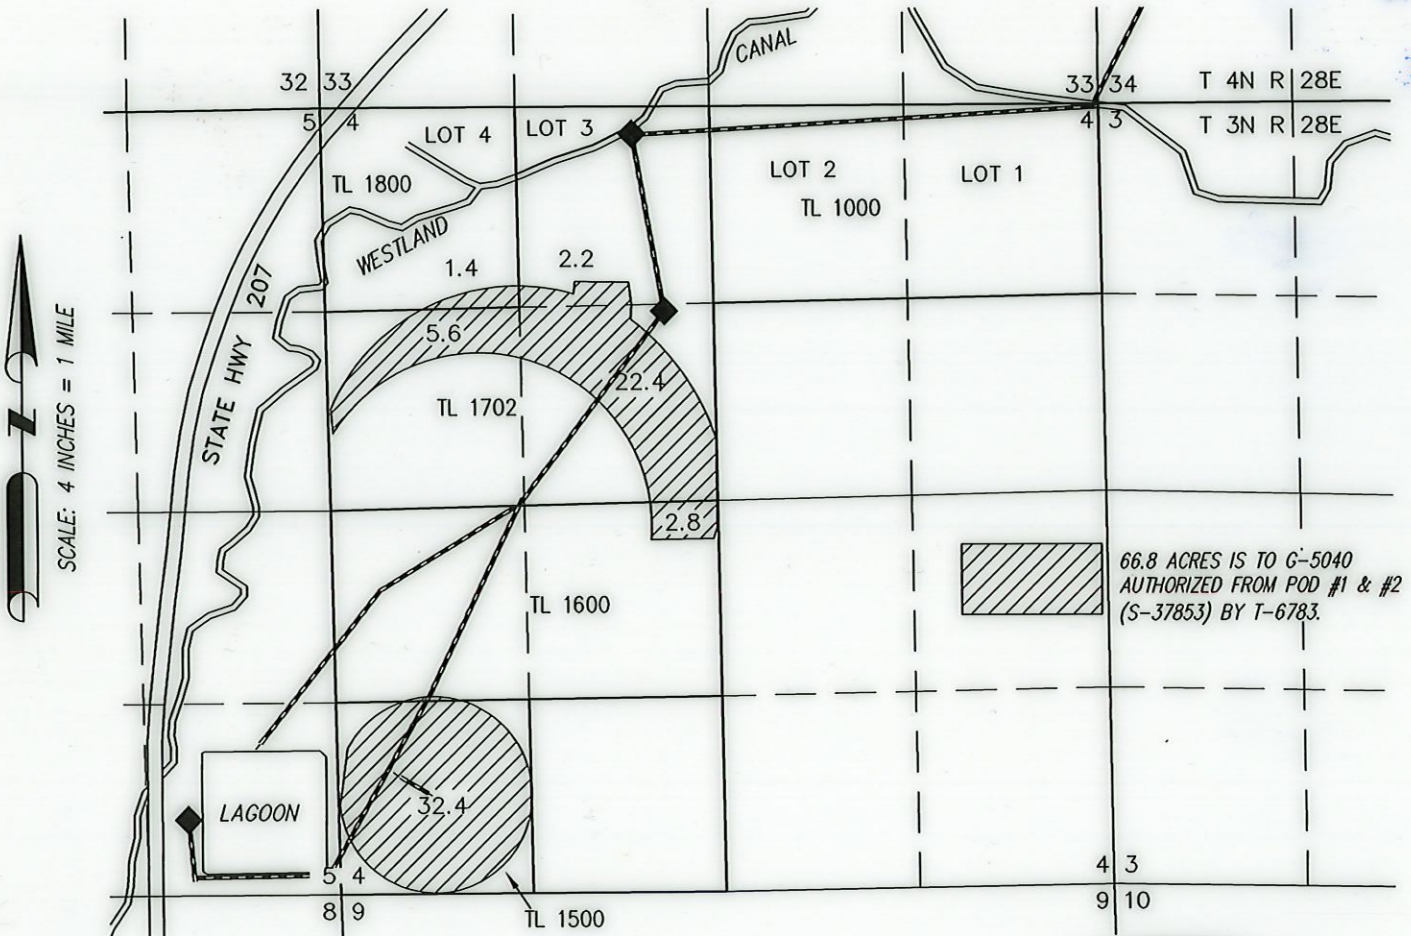 32 33
33 34
T 4N R 28E
5 4
4 3
T 3N R 28E
CANAL
LOT 4
LOT 3
LOT 2
LOT 1
TL 1800
TL 1000
WESTLAND
1.4
2.2
STATE HWY 207
5.6
22.4
TL 1702
N
SCALE: 4 INCHES = 1 MILE
2.8
66.8 ACRES IS TO G-5040
AUTHORIZED FROM POD #1 & #2
(S-37853) BY T-6783.
TL 1600
LAGOON
32.4
5 4
4 3
8 9
9 10
TL 1500